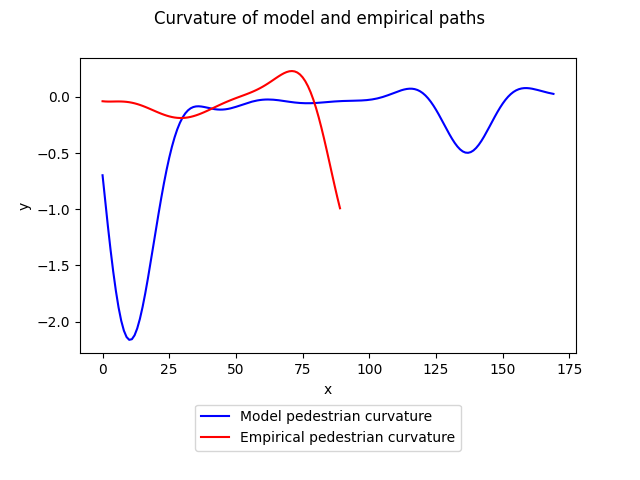 Curvature of model and empirical paths
0.0
−0.5
−1.0
−1.5
−2.0
y
0 25 50 75 100 125 150 175
x
Model pedestrian curvature
Empirical pedestrian curvature